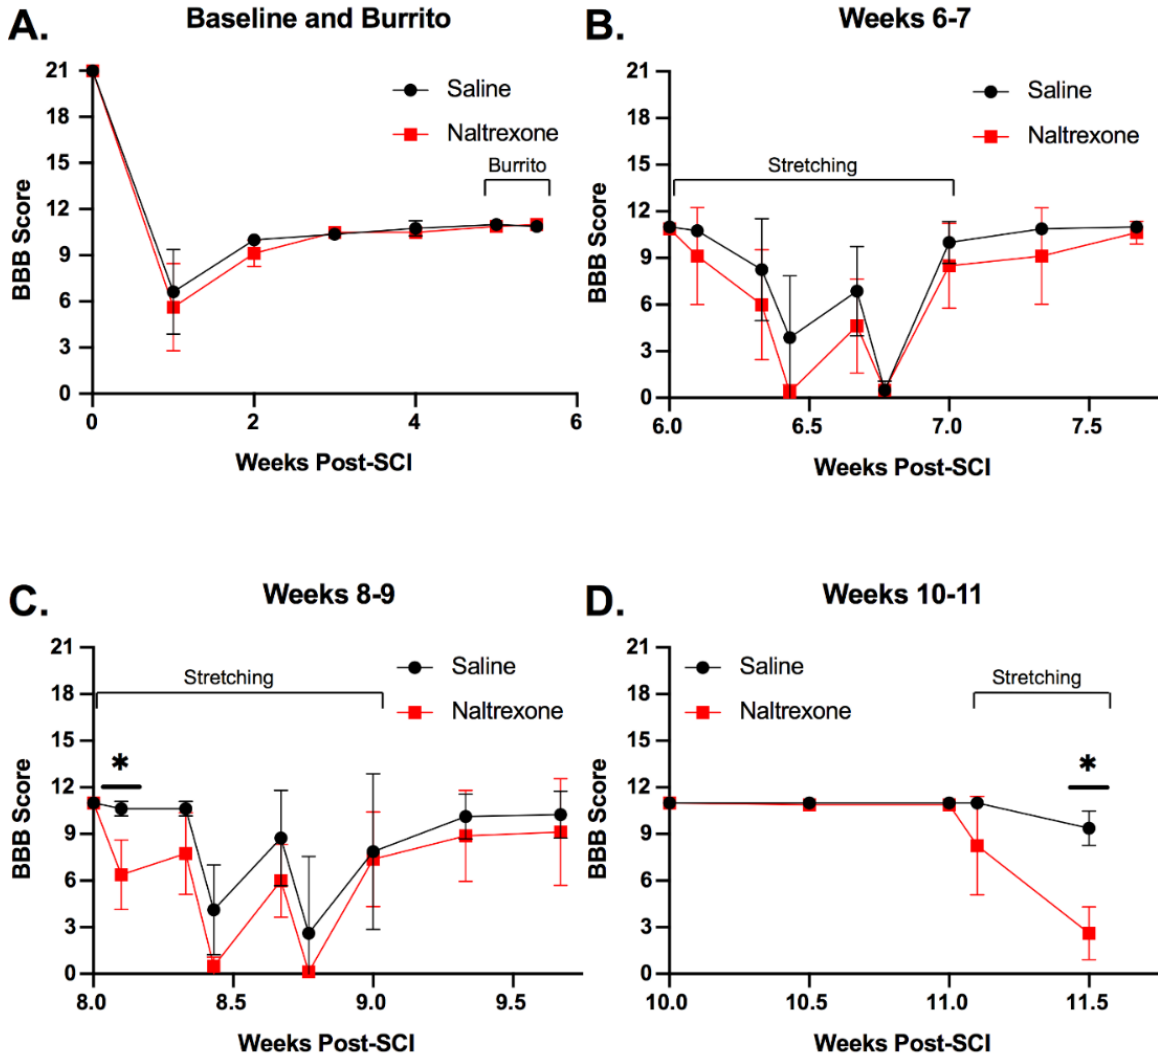 A.
Baseline and Burrito
21
18
15
12
9
6
3
0
BBB Score
Saline
Naltrexone
Burrito
0 2 4 6
Weeks Post-SCI
B.
Weeks 6-7
21
18
15
12
9
6
3
0
BBB Score
Saline
Naltrexone
Stretching
6.0 6.5 7.0 7.5
Weeks Post-SCI
C.
Weeks 8-9
21
18
15
12
9
6
3
0
BBB Score
Saline
Naltrexone
Stretching
*
8.0 8.5 9.0 9.5
Weeks Post-SCI
D.
Weeks 10-11
21
18
15
12
9
6
3
0
BBB Score
Saline
Naltrexone
Stretching
*
10.0 10.5 11.0 11.5
Weeks Post-SCI